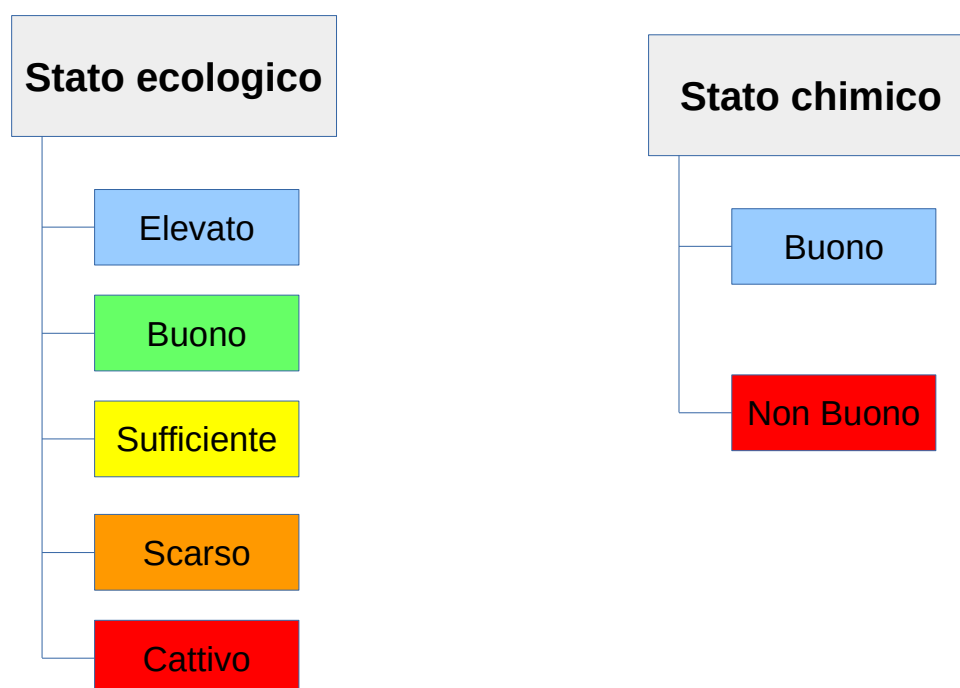 Stato ecologico
Elevato
Buono
Sufficiente
Scarso
Cattivo
Stato chimico
Buono
Non Buono